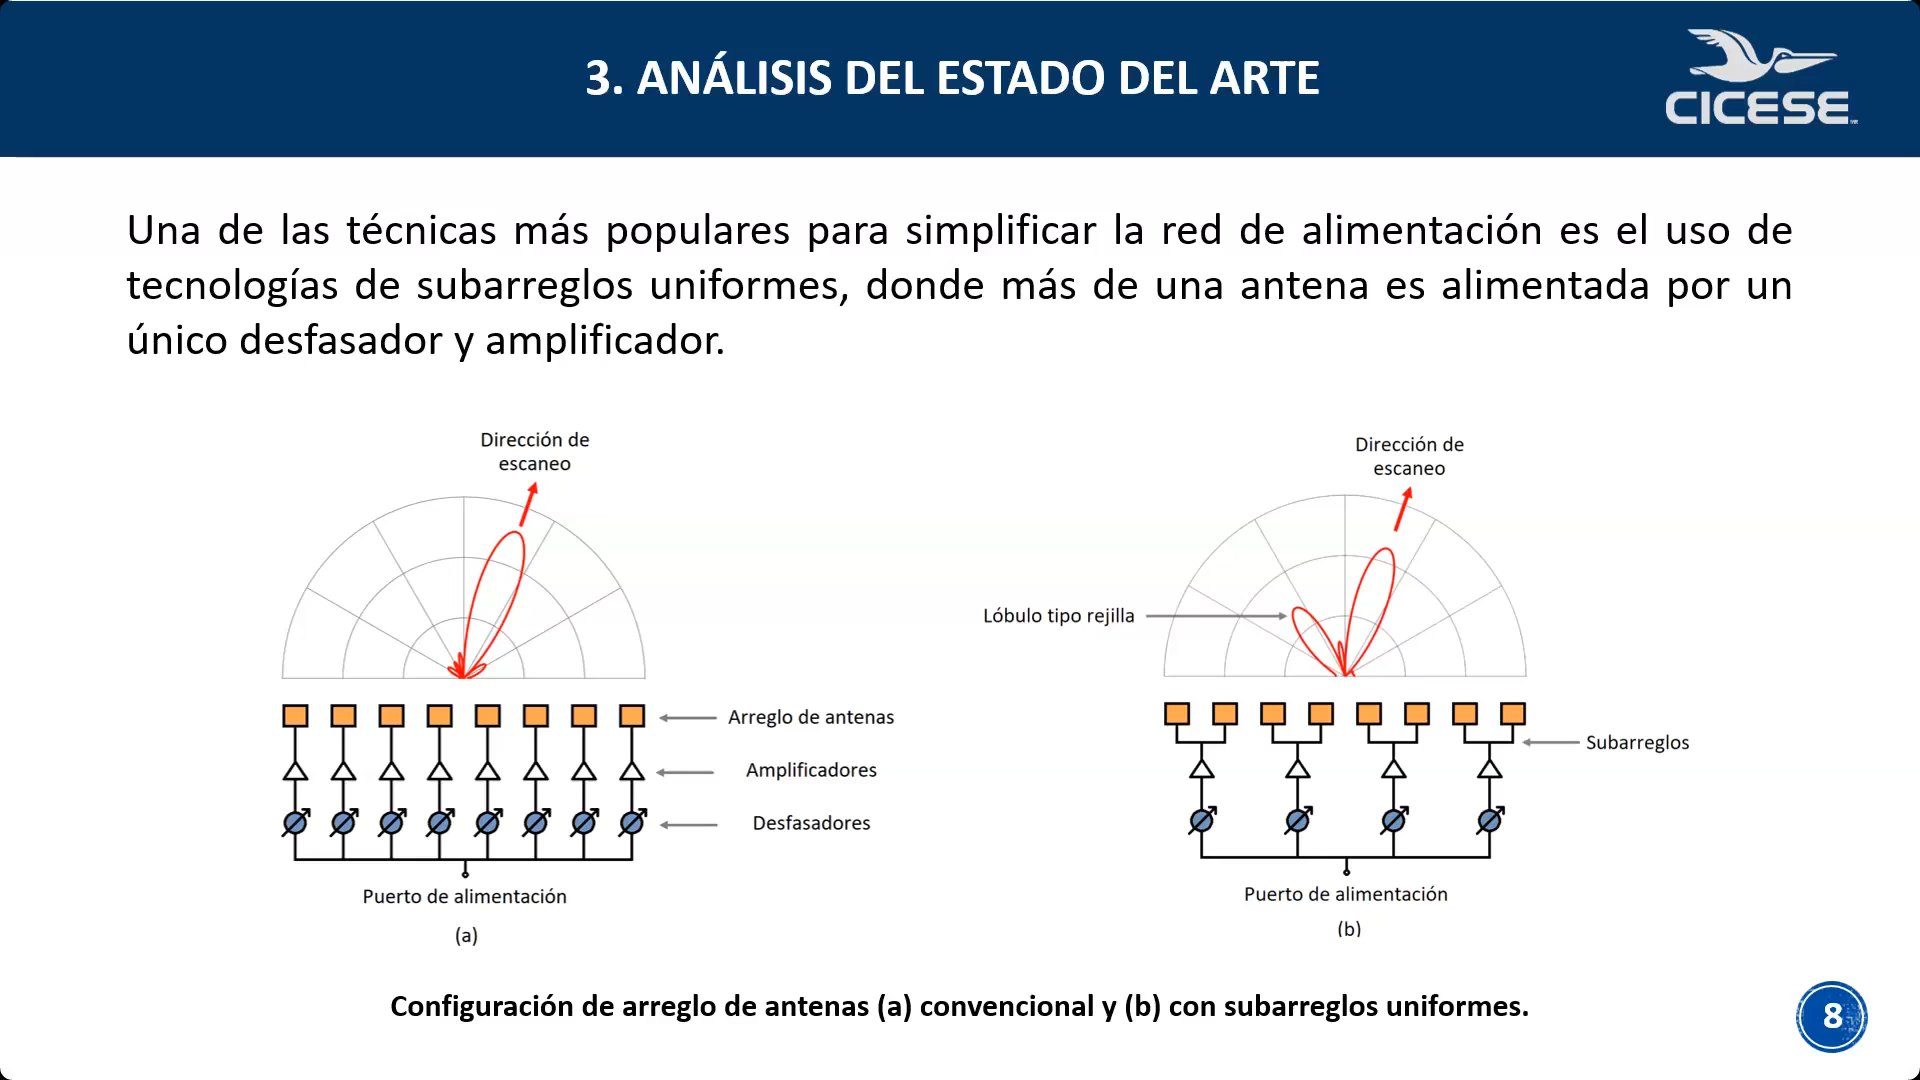 3. ANÁLISIS DEL ESTADO DEL ARTE
CICESE
Una de las técnicas más populares para simplificar la red de alimentación es el uso de
tecnologías de subarreglos uniformes, donde más de una antena es alimentada por un
único desfasador y amplificador.
Dirección de
escaneo
Arreglo de antenas
Amplificadores
Desfasadores
Puerto de alimentación
(a)
Dirección de
escaneo
Lóbulo tipo rejilla
Subarreglos
Puerto de alimentación
(b)
Configuración de arreglo de antenas (a) convencional y (b) con subarreglos uniformes.
8